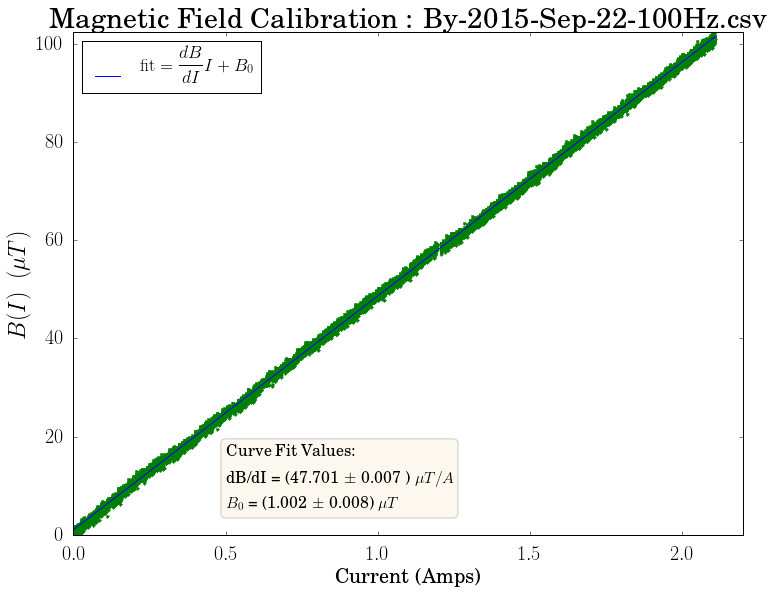 Magnetic Field Calibration : By-2015-Sep-22-100Hz.csv
fit = dB/dI I + B₀
B(I) (μT)
100
80
60
40
20
0
Curve Fit Values:
dB/dI = (47.701 ± 0.007 ) μT/A
B₀ = (1.002 ± 0.008) μT
0.0 0.5 1.0 1.5 2.0
Current (Amps)